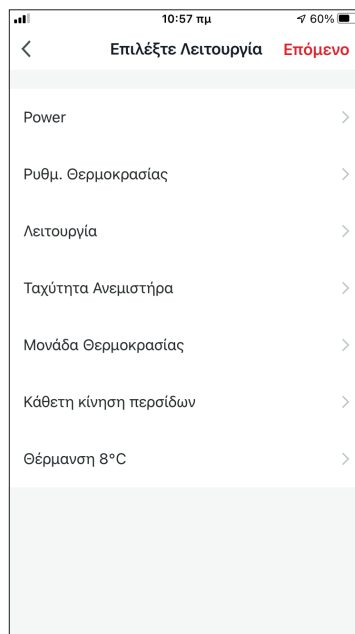 10:57 πμ
60%
Επιλέξτε Λειτουργία
Επόμενο
Power
Ρυθμ. Θερμοκρασίας
Λειτουργία
Ταχύτητα Ανεμιστήρα
Μονάδα Θερμοκρασίας
Κάθετη κίνηση περσίδων
Θέρμανση 8°C